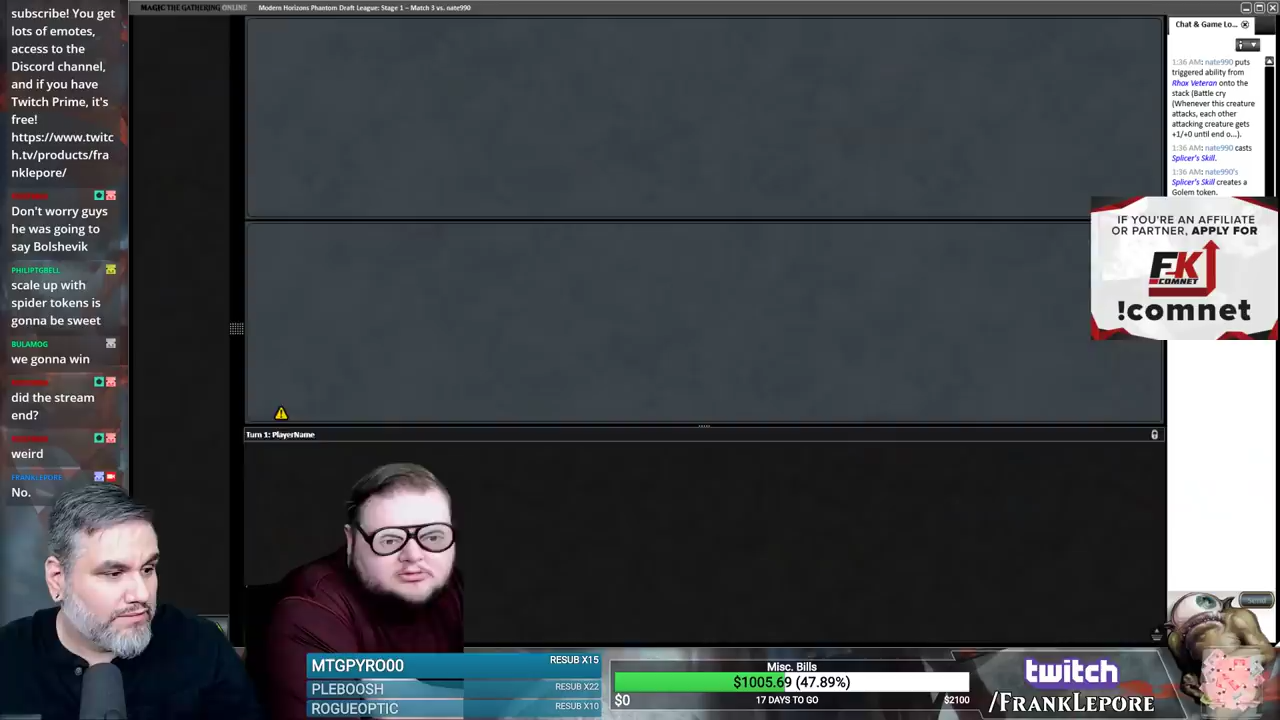 subscribe! You get
lots of emotes,
access to the
Discord channel,
and if you have
Twitch Prime, it's
free!
https://www.twitc
h.tv/products/fra
nklepore/
Don't worry guys
he was going to
say Bolshevik
PHILIPTGBELL
scale up with
spider tokens is
gonna be sweet
BULAMOG
we gonna win
did the stream
end?
weird
FRANKLEPORE
No.
MAGIC THE GATHERING ONLINE
Modern Horizons Phantom Draft League: Stage 1 – Match 3 vs. nate990
Turn 1: PlayerName
Chat & Game Lo...
1:36 AM: nate990 puts
triggered ability from
Rhox Veteran onto the
stack (Battle cry
(Whenever this creature
attacks, each other
attacking creature gets
+1/+0 until end o...).
1:36 AM: nate990 casts
Splicer's Skill.
1:36 AM: nate990's
Splicer's Skill creates a
Golem token.
IF YOU'RE AN AFFILIATE
OR PARTNER, APPLY FOR
COMNET
!comnet
Send
MTGPYRO00 RESUB X15
PLEBOOSH RESUB X22
ROGUEOPTIC RESUB X10
Misc. Bills
$1005.69 (47.89%)
$0 17 DAYS TO GO $2100
twitch
/FRANKLEPORE